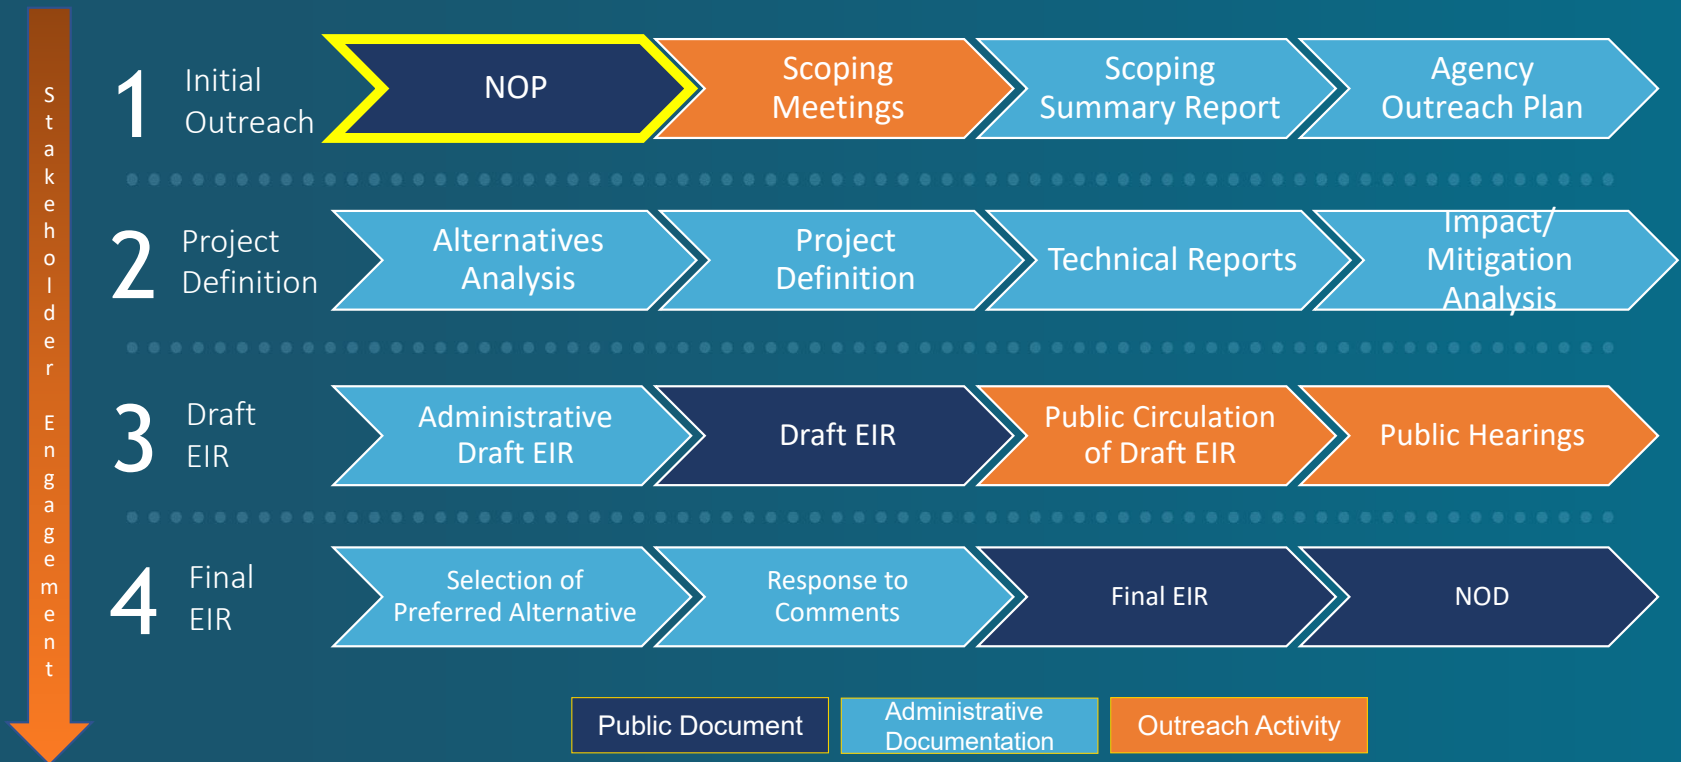 Stakeholder Engagement
1
Initial
Outreach
NOP
Scoping
Meetings
Scoping
Summary Report
Agency
Outreach Plan
2
Project
Definition
Alternatives
Analysis
Project
Definition
Technical Reports
Impact/
Mitigation
Analysis
3
Draft
EIR
Administrative
Draft EIR
Draft EIR
Public Circulation
of Draft EIR
Public Hearings
4
Final
EIR
Selection of
Preferred Alternative
Response to
Comments
Final EIR
NOD
Public Document
Administrative
Documentation
Outreach Activity